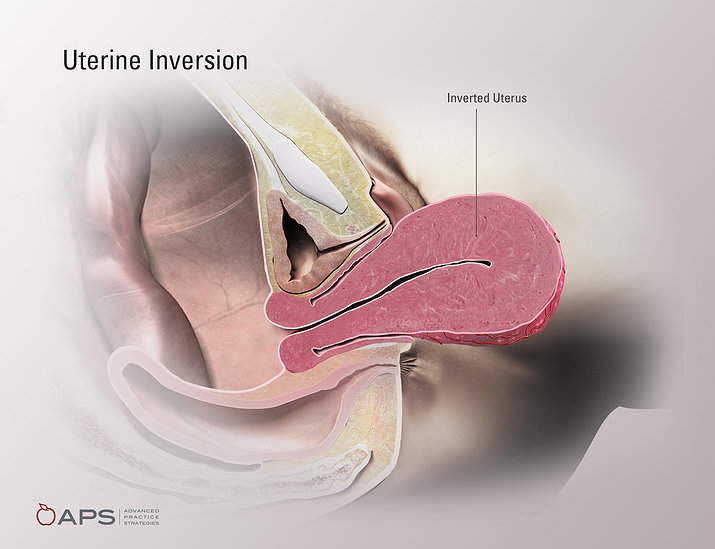 Uterine Inversion
Inverted Uterus
APS
ADVANCED
PRACTICE
STRATEGIES